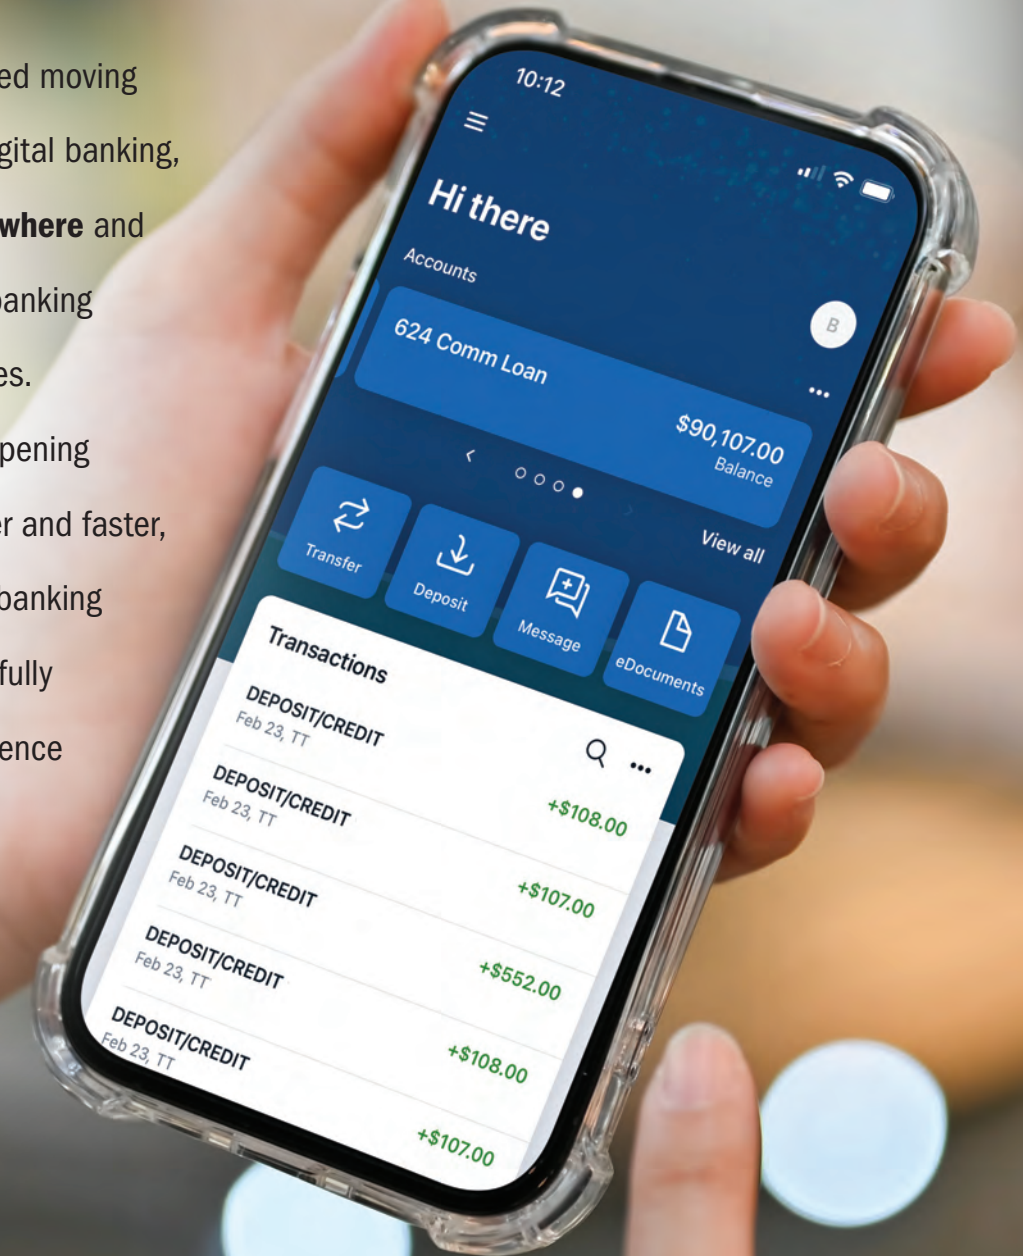 ed moving
gital banking,
where and
banking
es.
pening
er and faster,
banking
fully
ence
10:12
Hi there
Accounts
B
624 Comm Loan
$90,107.00
Balance
View all
Transfer
Deposit
Message
eDocuments
Transactions
DEPOSIT/CREDIT
Feb 23, TT
+$108.00
DEPOSIT/CREDIT
Feb 23, TT
+$107.00
DEPOSIT/CREDIT
Feb 23, TT
+$552.00
DEPOSIT/CREDIT
Feb 23, TT
+$108.00
DEPOSIT/CREDIT
Feb 23, TT
+$107.00